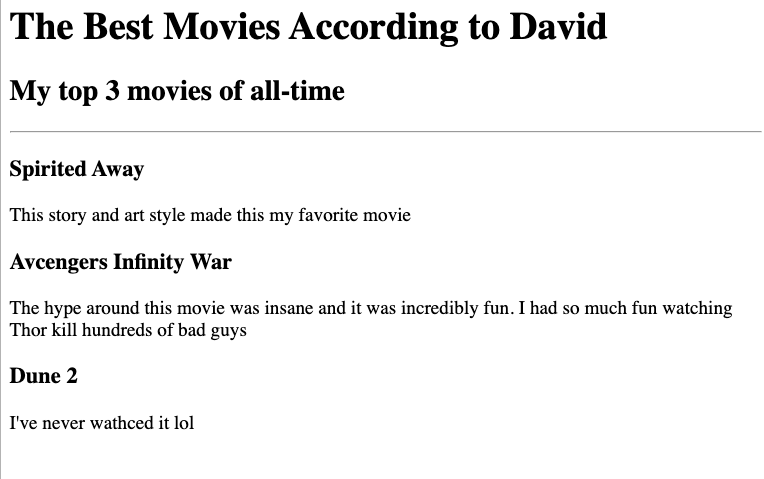 The Best Movies According to David
My top 3 movies of all-time
Spirited Away
This story and art style made this my favorite movie
Avcengers Infinity War
The hype around this movie was insane and it was incredibly fun. I had so much fun watching
Thor kill hundreds of bad guys
Dune 2
I've never wathced it lol